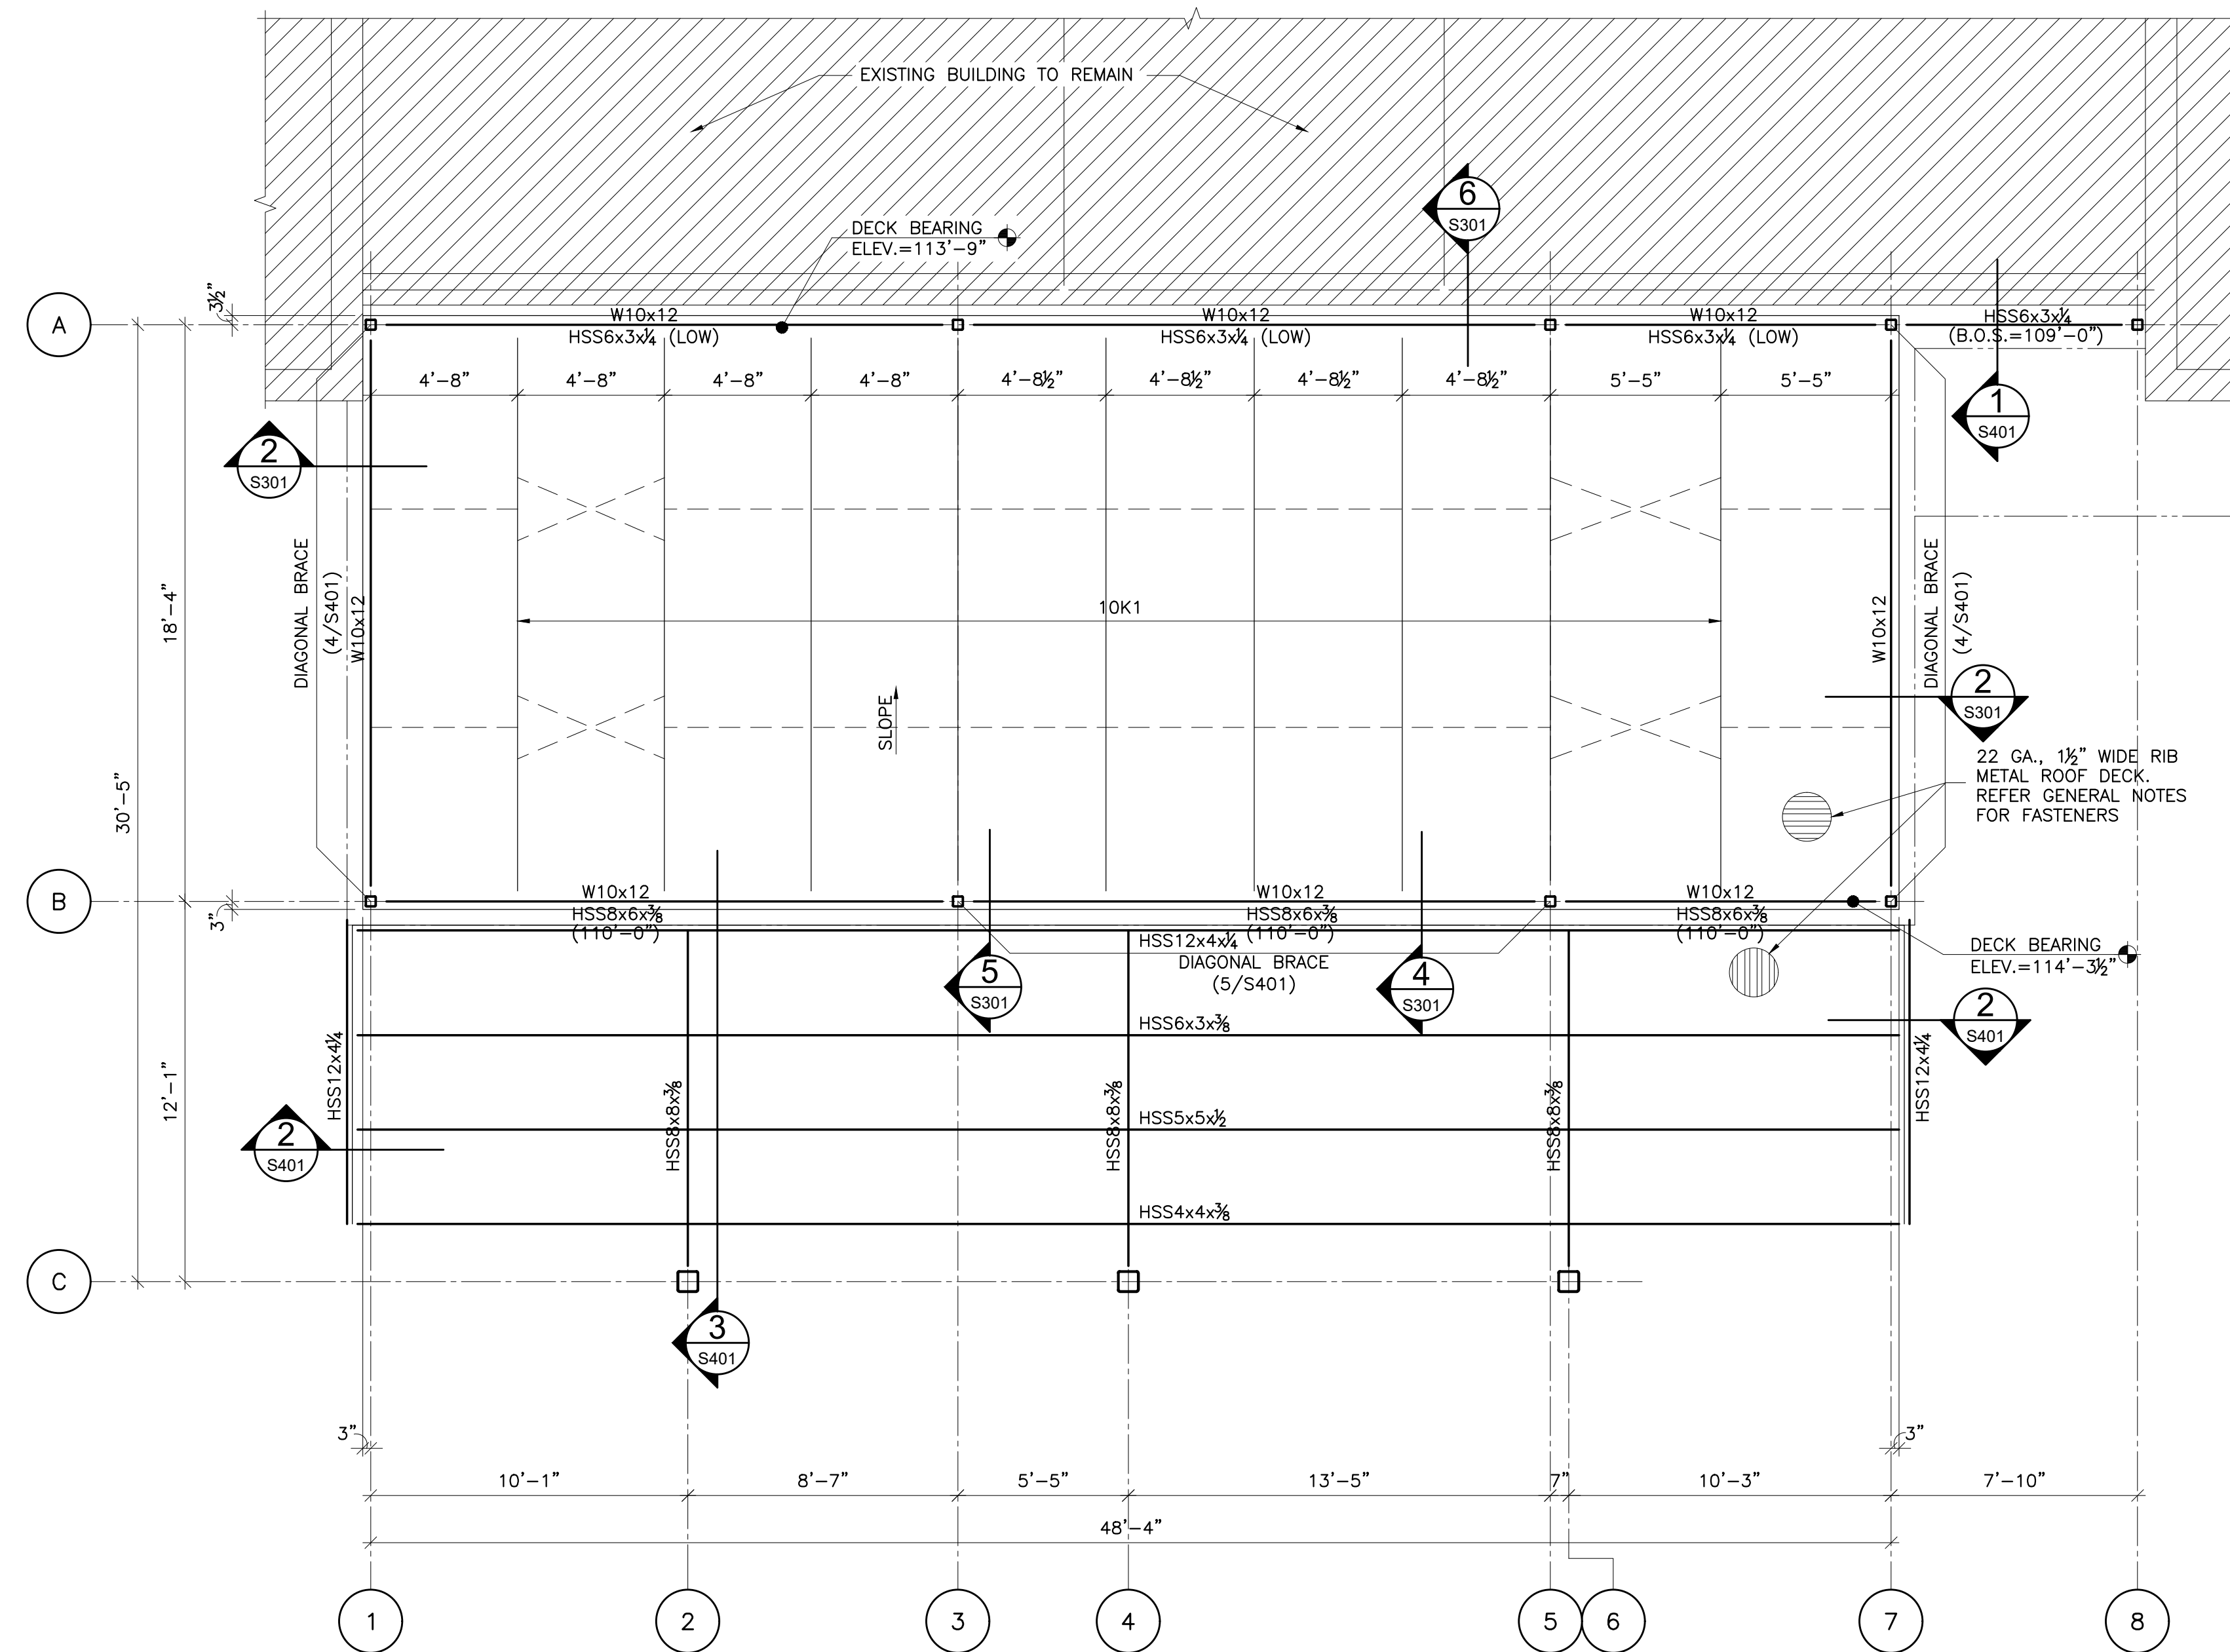 EXISTING BUILDING TO REMAIN
6
S301
DECK BEARING
ELEV.=113'-9"
3½"
A
W10x12
HSS6x3x¼ (LOW)
W10x12
HSS6x3x¼ (LOW)
W10x12
HSS6x3x¼ (LOW)
HSS6x3x¼
(B.O.S.=109'-0")
4'-8"
4'-8"
4'-8"
4'-8"
4'-8½"
4'-8½"
4'-8½"
4'-8½"
5'-5"
5'-5"
1
S401
2
S301
DIAGONAL BRACE
(4/S401)
W10x12
18'-4"
10K1
W10x12
DIAGONAL BRACE
(4/S401)
2
S301
SLOPE
30'-5"
22 GA., 1½" WIDE RIB
METAL ROOF DECK.
REFER GENERAL NOTES
FOR FASTENERS
B
3"
W10x12
HSS8x6x⅜
(110'-0")
W10x12
HSS8x6x⅜
(110'-0")
W10x12
HSS8x6x⅜
(110'-0")
HSS12x4x¼
DIAGONAL BRACE
(5/S401)
5
S301
4
S301
DECK BEARING
ELEV.=114'-3½"
HSS6x3x⅜
2
S401
HSS12x4¼
12'-1"
HSS8x8x⅜
HSS8x8x⅜
HSS8x8x⅜
HSS12x4¼
HSS5x5x½
2
S401
HSS4x4x⅜
C
3
S401
3"
3"
10'-1"
8'-7"
5'-5"
13'-5"
7"
10'-3"
7'-10"
48'-4"
1
2
3
4
5
6
7
8